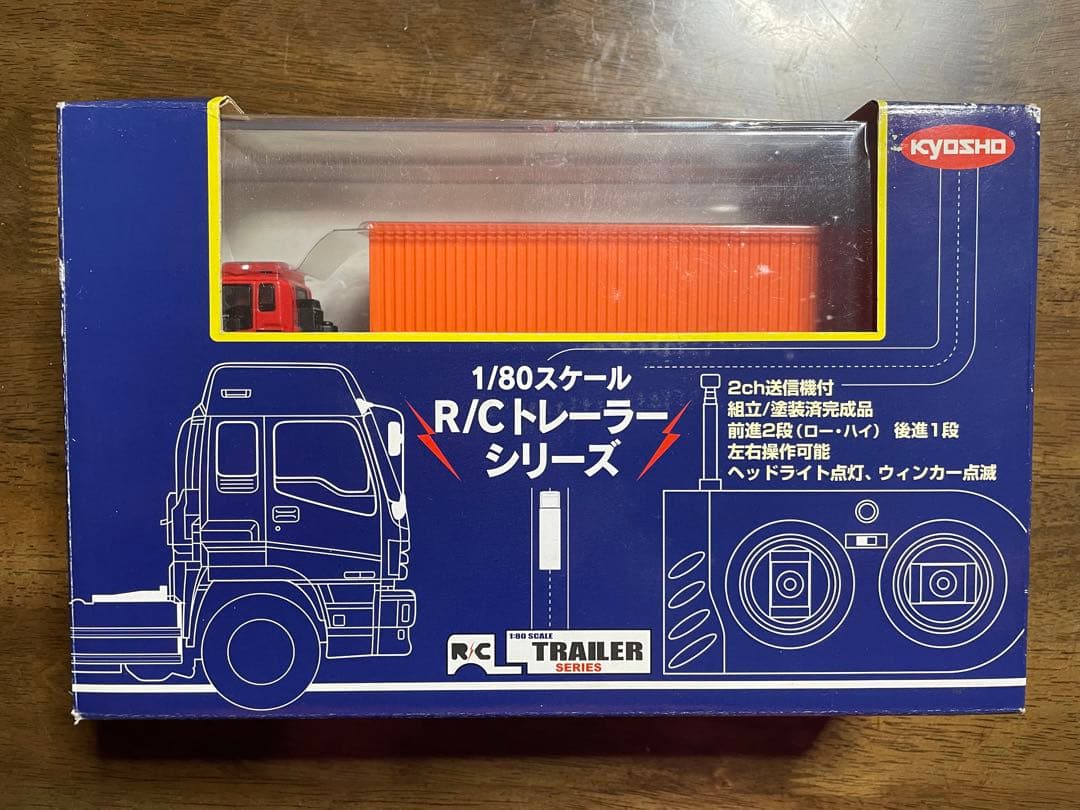 KYOSHO
1/80スケール
R/Cトレーラー
シリーズ
2ch送信機付
組立/塗装済完成品
前進2段（ロー・ハイ） 後進1段
左右操作可能
ヘッドライト点灯、ウィンカー点滅
R/C
1:80 SCALE
TRAILER
SERIES